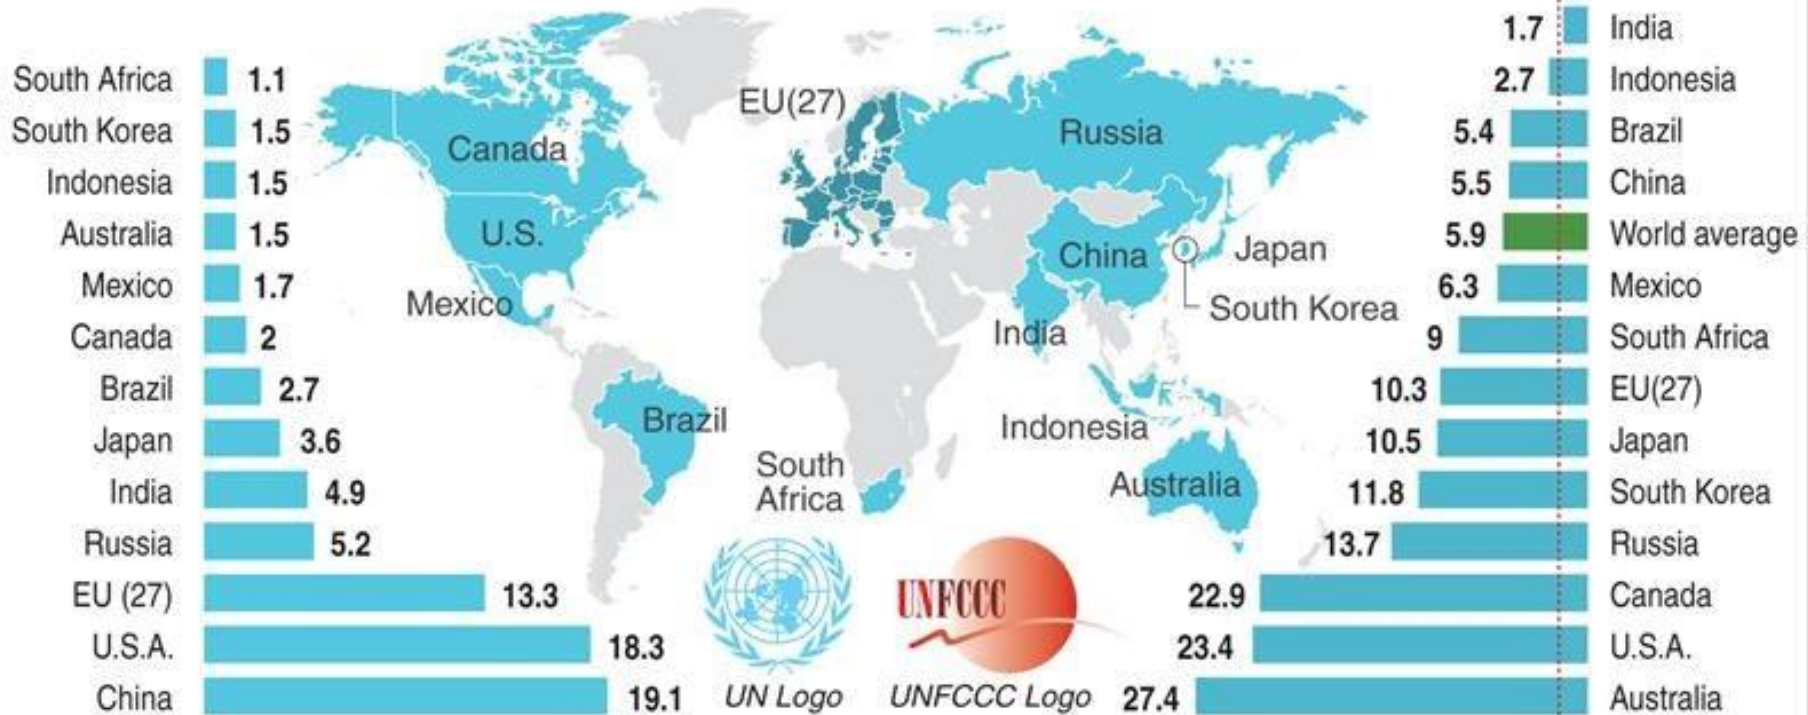 South Africa 1.1
South Korea 1.5
Indonesia 1.5
Australia 1.5
Mexico 1.7
Canada 2
Brazil 2.7
Japan 3.6
India 4.9
Russia 5.2
EU (27) 13.3
U.S.A. 18.3
China 19.1
EU(27)
Russia
Canada
U.S.
China
Japan
Mexico
South Korea
India
Brazil
Indonesia
South
Africa
Australia
UNFCCC
UN Logo
UNFCCC Logo
1.7 India
2.7 Indonesia
5.4 Brazil
5.5 China
5.9 World average
6.3 Mexico
9 South Africa
10.3 EU(27)
10.5 Japan
11.8 South Korea
13.7 Russia
22.9 Canada
23.4 U.S.A.
27.4 Australia